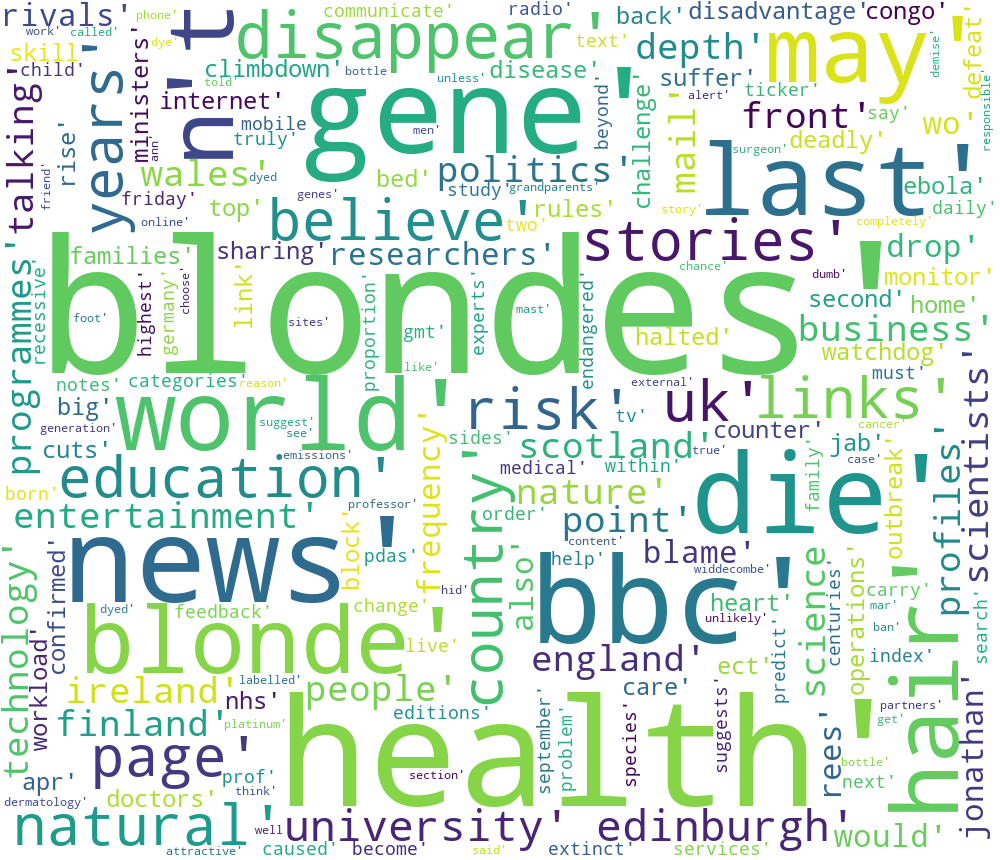 rivals'
work'
phone'
called'
n't
disappear'
communicate'
radio'
text'
back'
disadvantage'
congo'
may'
demise'
skill
child'
talking'
years'
ministers'
ann'
dye'
told'
climbdown'
bottle
unless'
disease'
depth'
suffer'
ticker'
alert'
say'
defeat'
responsible'
internet'
gene'
beyond'
challenge'
mail'
front'
deadly'
wo'
rise'
mobile
truly'
men'
surgeon'
last'
friend'
wales
dyed'
genes'
bed'
politics'
study'
grandparents'
ebola'
daily'
friday'
top'
online'
believe'
two'
rules'
story'
completely'
stories'
drop'
families'
sharing'
researchers'
chance'
dumb'
monitor'
programmes'
recessive'
blondes'
highest'
germany'
choose'
link'
second'
home'
foot'
sites'
proportion'
gmt'
experts'
mast'
endangered'
halted'
business'
watchdog'
like'
notes'
categories'
reason'
must'
big'
world'
risk'
external'
uk'
links'
scientists'
generation'
suggest'
see'
tv'
cancer'
cuts'
emissions'
sides'
scotland'
true'
counter'
jab'
case'
education'
frequency'
medical'
within'
family'
outbreak'
profiles'
born'
professor'
country'
nature'
die'
entertainment'
order'
point'
content'
news'
block'
pdas'
also'
help'
blame'
technology'
confirmed'
hid'
bbc'
widdecombe'
science'
centuries'
operations'
carry'
search'
dyed'
feedback'
change'
heart'
mar'
workload'
blonde'
live'
unlikely'
ban'
hair'
england'
ect'
predict'
index'
ireland'
labelled'
nhs'
people'
care'
partners'
finland'
platinum'
editions'
september'
problem'
species'
suggests'
rees'
get'
jonathan'
page'
health'
section'
bottle'
apr'
prof'
think'
next'
dermatology'
doctors'
natural'
well'
university'
edinburgh'
would'
attractive'
caused'
become'
said'
extinct'
services'